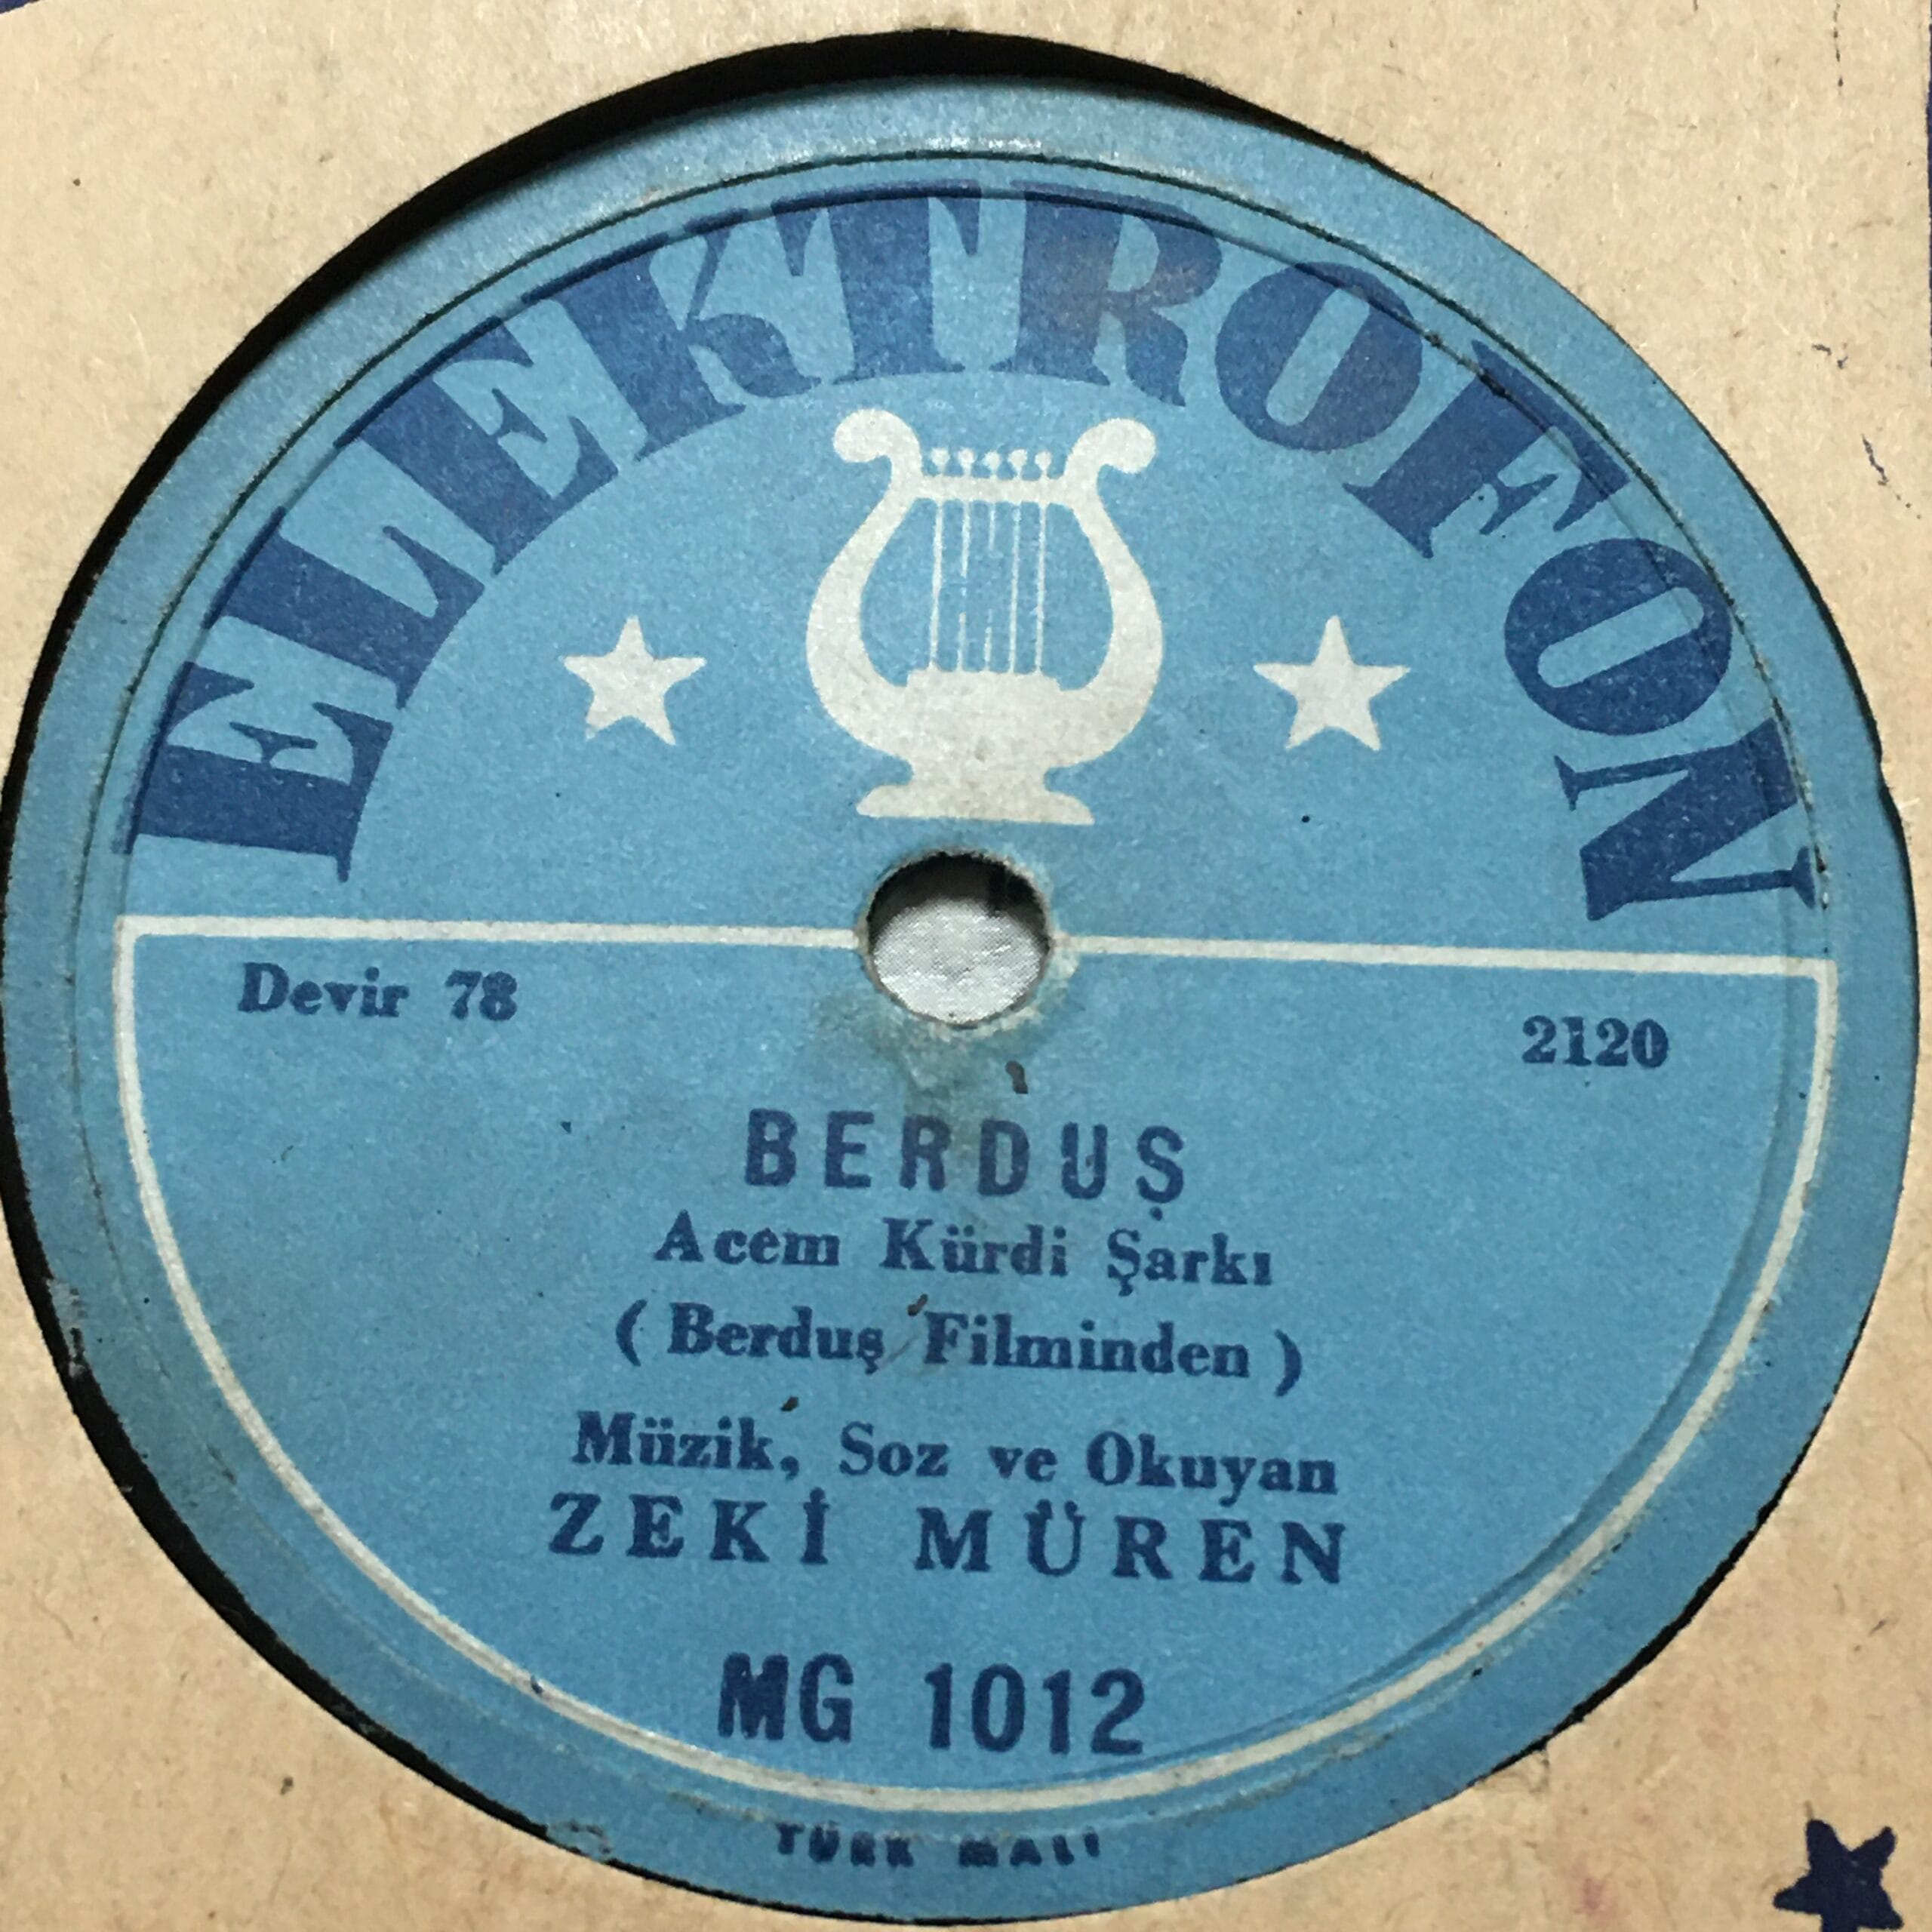 ELEKTROFON
Devir 78
2120
BERDUŞ
Acem Kürdi Şarkı
( Berduş Filminden )
Müzik, Soz ve Okuyan
ZEKİ MÜREN
MG 1012
TÜRK MALI